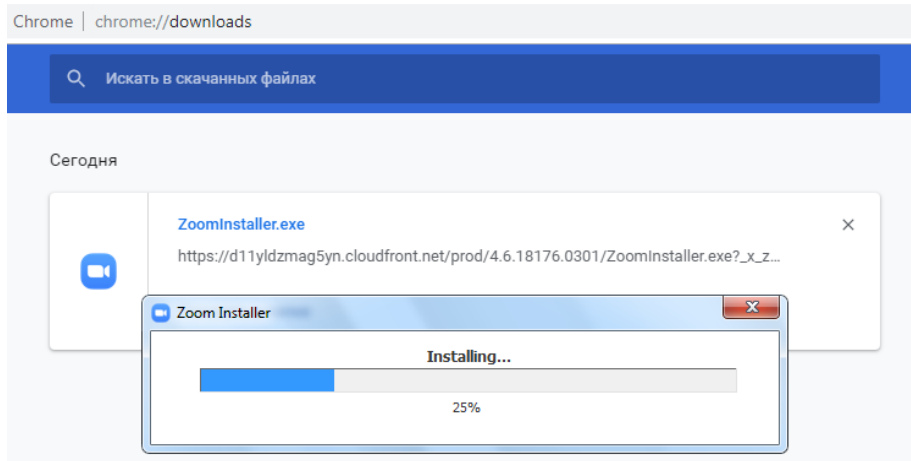 Chrome | chrome://downloads
Искать в скачанных файлах
Сегодня
ZoomInstaller.exe
https://d11yldzmag5yn.cloudfront.net/prod/4.6.18176.0301/ZoomInstaller.exe?_x_z...
Zoom Installer
Installing...
25%